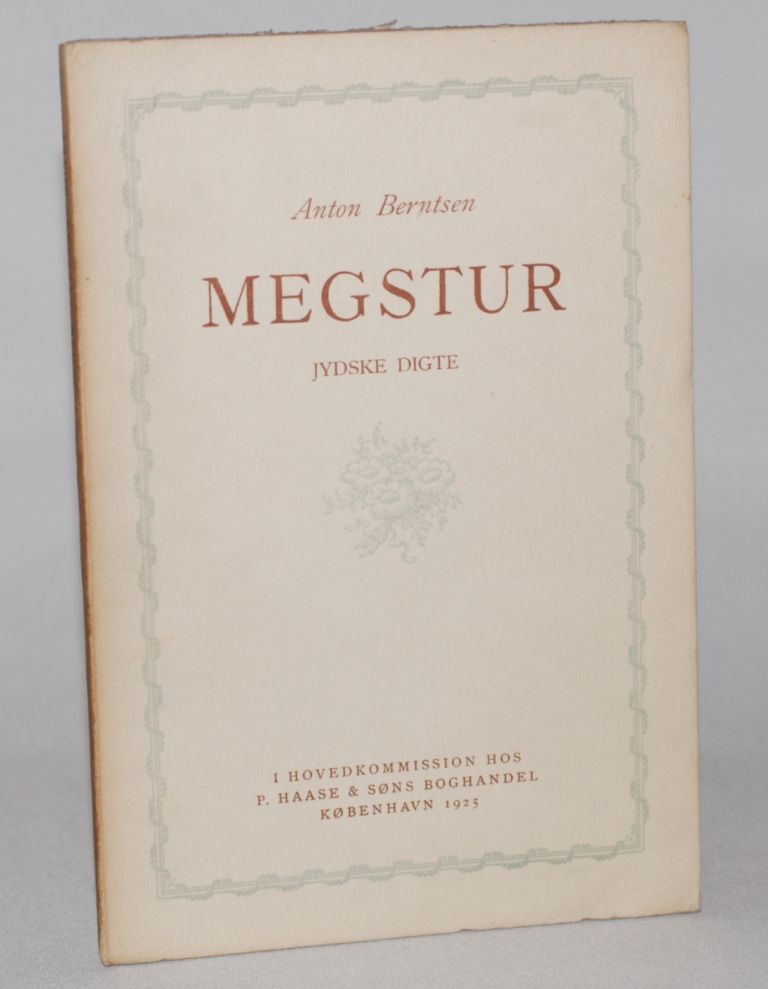 Anton Berntsen
MEGSTUR
JYDSKE DIGTE
I HOVEDKOMMISSION HOS
P. HAASE & SØNS BOGHANDEL
KØBENHAVN 1925